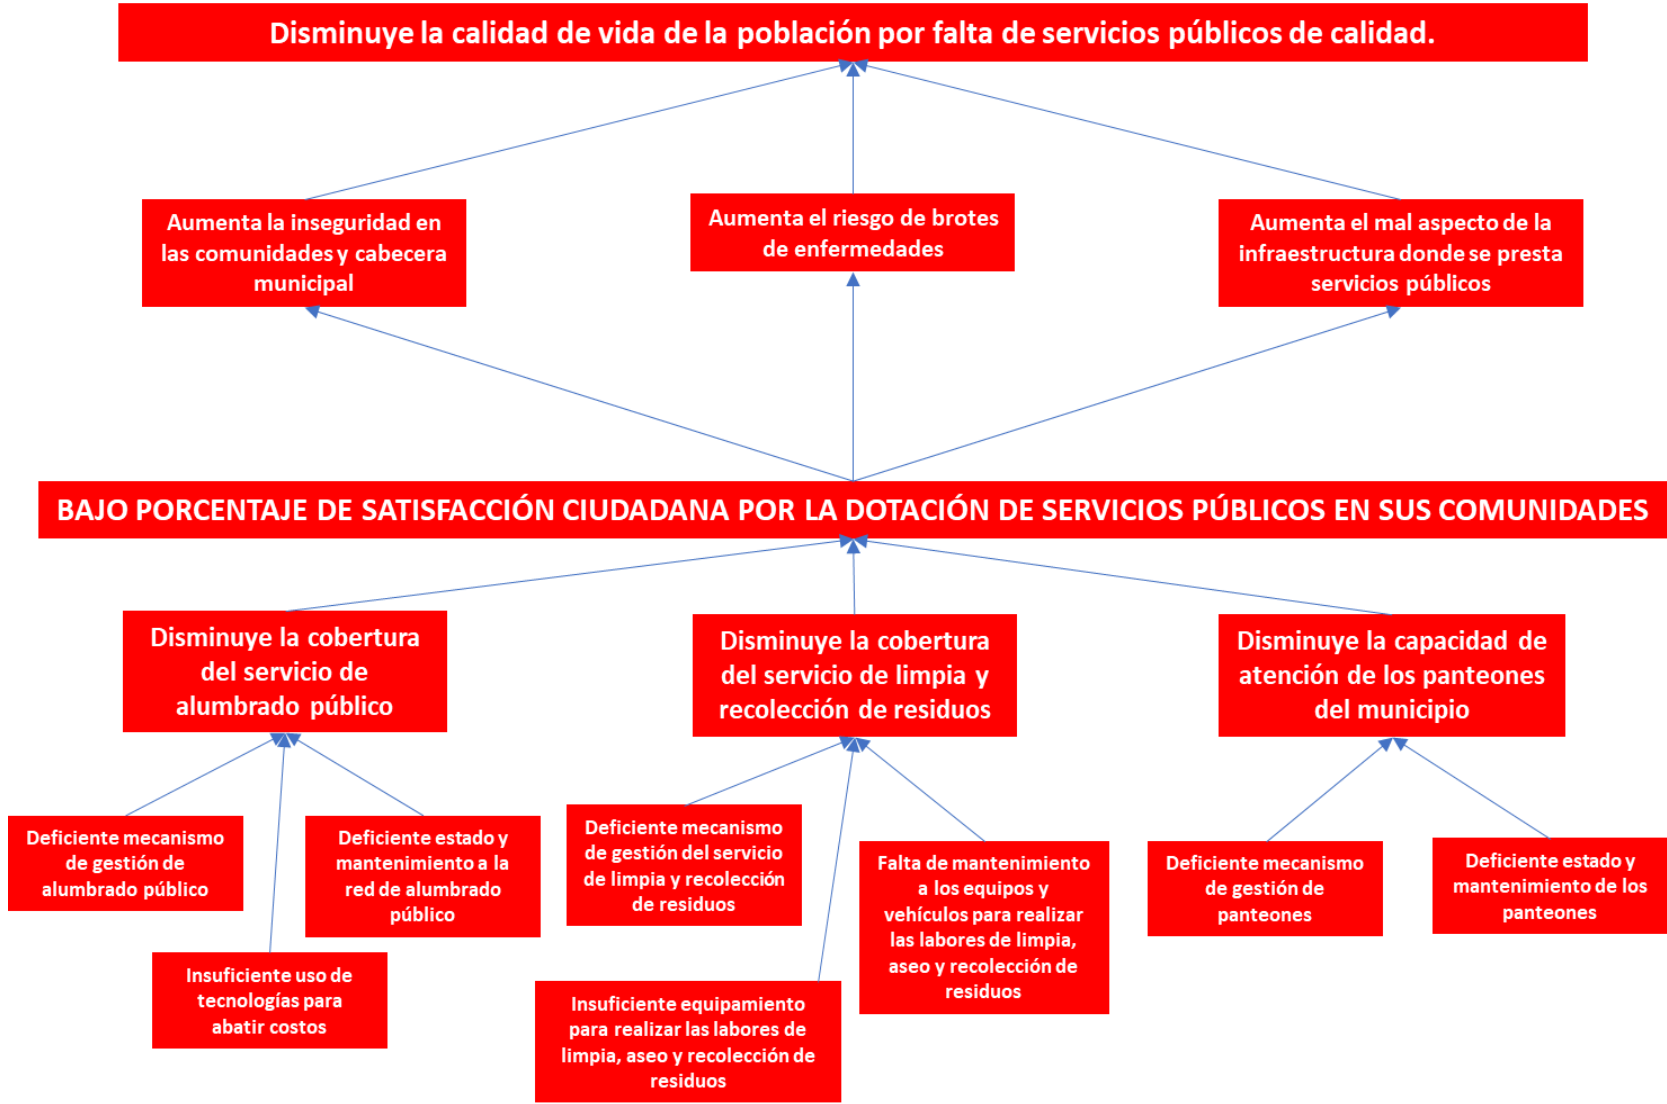 Disminuye la calidad de vida de la población por falta de servicios públicos de calidad.
Aumenta la inseguridad en
las comunidades y cabecera
municipal
Aumenta el riesgo de brotes
de enfermedades
Aumenta el mal aspecto de la
infraestructura donde se presta
servicios públicos
BAJO PORCENTAJE DE SATISFACCIÓN CIUDADANA POR LA DOTACIÓN DE SERVICIOS PÚBLICOS EN SUS COMUNIDADES
Disminuye la cobertura
del servicio de
alumbrado público
Disminuye la cobertura
del servicio de limpia y
recolección de residuos
Disminuye la capacidad de
atención de los panteones
del municipio
Deficiente mecanismo
de gestión de
alumbrado público
Insuficiente uso de
tecnologías para
abatir costos
Deficiente estado y
mantenimiento a la
red de alumbrado
público
Deficiente mecanismo
de gestión del servicio
de limpia y recolección
de residuos
Insuficiente equipamiento
para realizar las labores de
limpia, aseo y recolección de
residuos
Falta de mantenimiento
a los equipos y
vehículos para realizar
las labores de limpia,
aseo y recolección de
residuos
Deficiente mecanismo
de gestión de
panteones
Deficiente estado y
mantenimiento de los
panteones